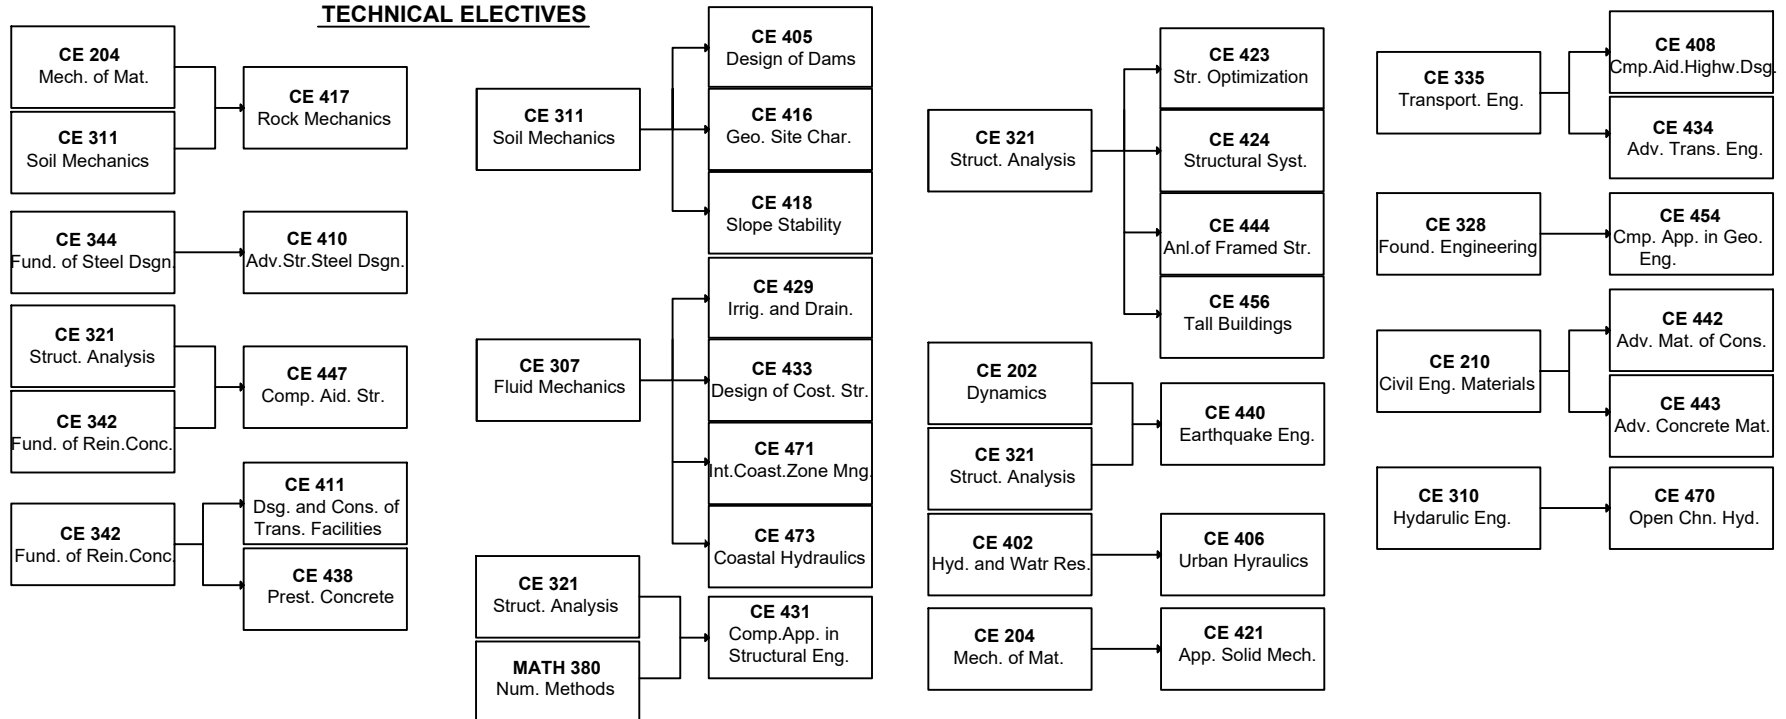 TECHNICAL ELECTIVES
CE 204
Mech. of Mat.
CE 311
Soil Mechanics
CE 417
Rock Mechanics
CE 344
Fund. of Steel Dsgn.
CE 410
Adv.Str.Steel Dsgn.
CE 321
Struct. Analysis
CE 342
Fund. of Rein.Conc.
CE 447
Comp. Aid. Str.
CE 342
Fund. of Rein.Conc.
CE 411
Dsg. and Cons. of
Trans. Facilities
CE 438
Prest. Concrete
CE 311
Soil Mechanics
CE 405
Design of Dams
CE 416
Geo. Site Char.
CE 418
Slope Stability
CE 307
Fluid Mechanics
CE 429
Irrig. and Drain.
CE 433
Design of Cost. Str.
CE 471
Int.Coast.Zone Mng.
CE 473
Coastal Hydraulics
CE 321
Struct. Analysis
MATH 380
Num. Methods
CE 431
Comp.App. in
Structural Eng.
CE 321
Struct. Analysis
CE 423
Str. Optimization
CE 424
Structural Syst.
CE 444
Anl.of Framed Str.
CE 456
Tall Buildings
CE 202
Dynamics
CE 321
Struct. Analysis
CE 440
Earthquake Eng.
CE 402
Hyd. and Watr Res.
CE 406
Urban Hyraulics
CE 204
Mech. of Mat.
CE 421
App. Solid Mech.
CE 335
Transport. Eng.
CE 408
Cmp.Aid.Highw.Dsg.
CE 434
Adv. Trans. Eng.
CE 328
Found. Engineering
CE 454
Cmp. App. in Geo.
Eng.
CE 210
Civil Eng. Materials
CE 442
Adv. Mat. of Cons.
CE 443
Adv. Concrete Mat.
CE 310
Hydarulic Eng.
CE 470
Open Chn. Hyd.